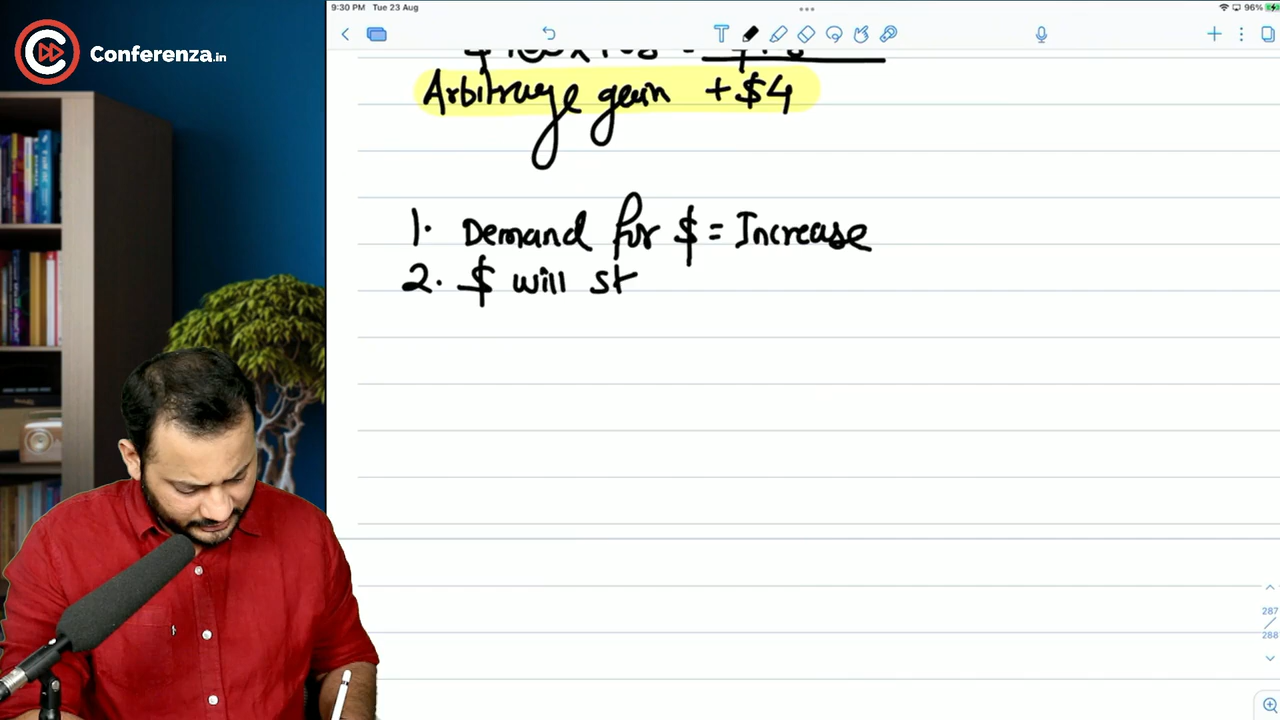 Conferenza.in
9:30 PM Tue 23 Aug
96%
Arbitrage gain +$4
1. Demand for $ = Increase
2. $ will st
287
288